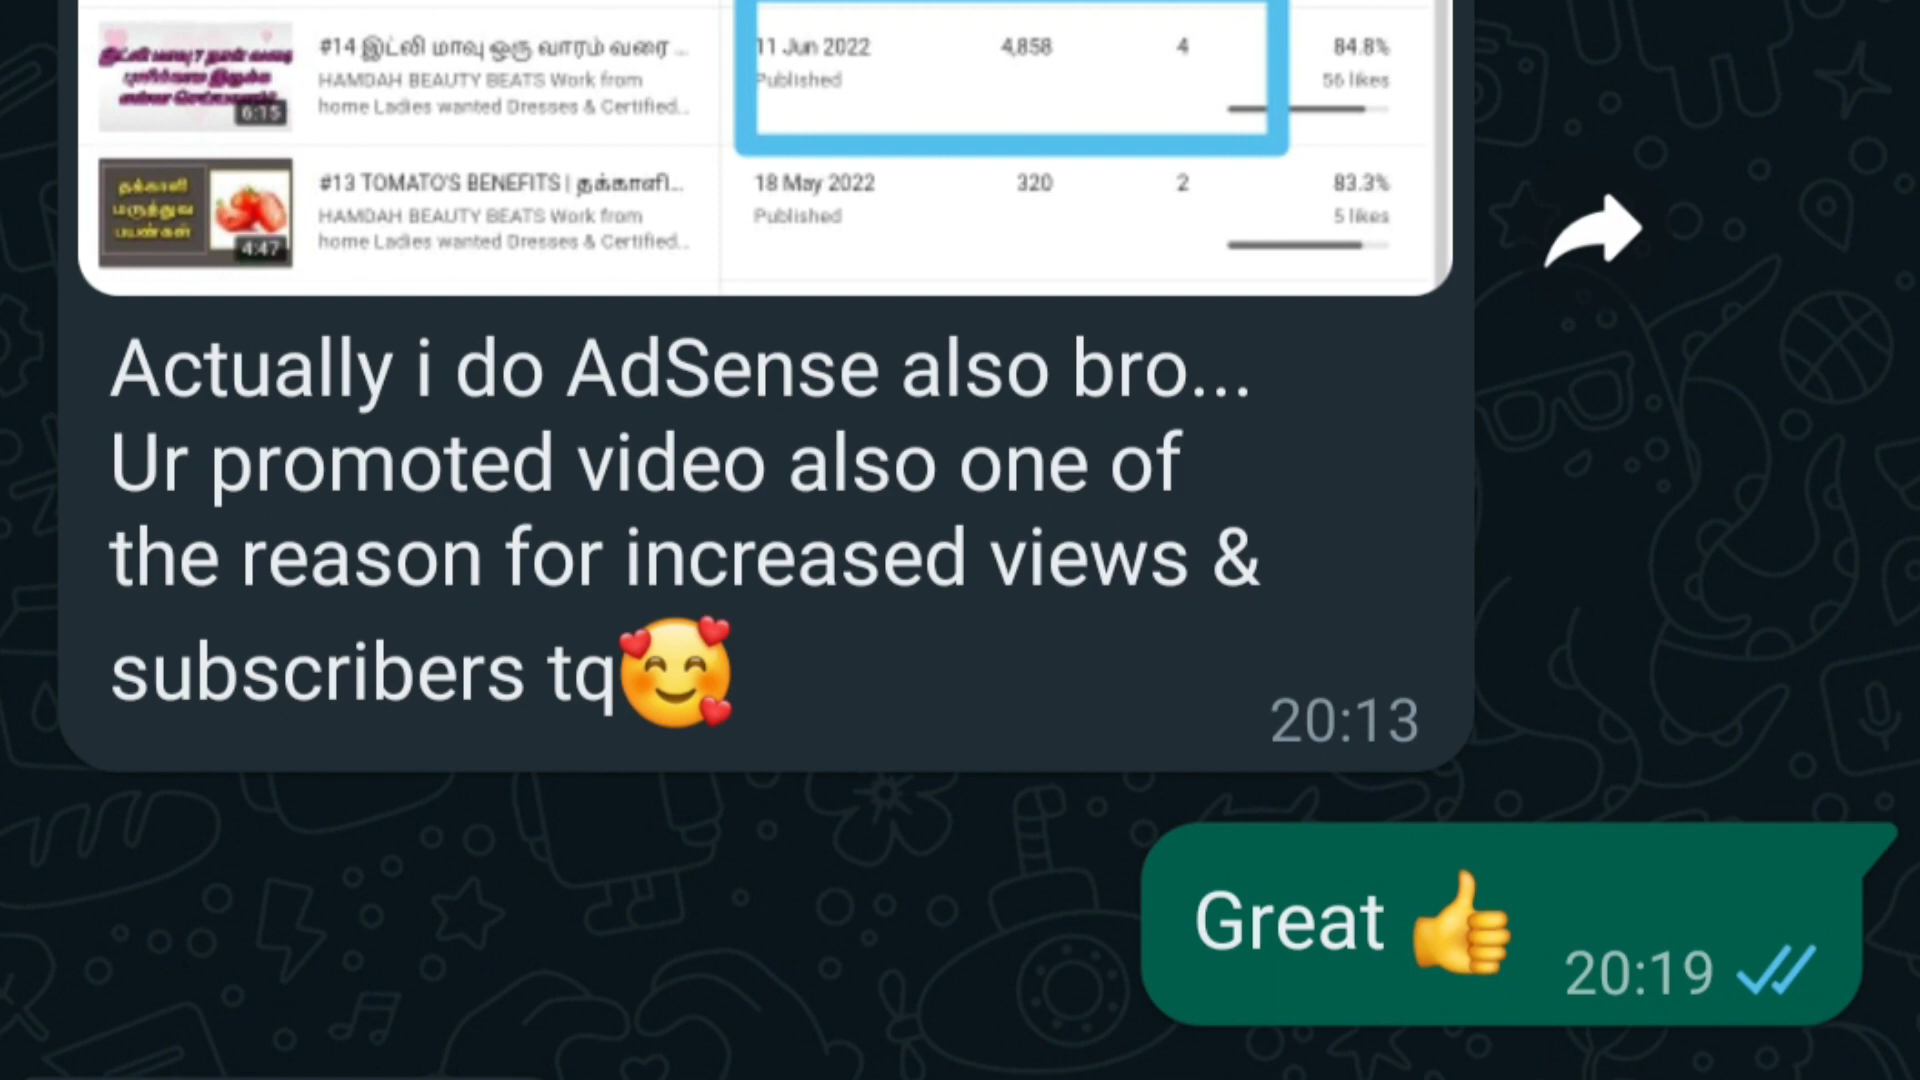 #14 இட்லி மாவு ஒரு வாரம் வரை ...
11 Jun 2022 4,858 4 84.8%
HAMDAH BEAUTY BEATS Work from
Published 56 likes
home Ladies wanted Dresses & Certified...
6:15
#13 TOMATO'S BENEFITS | தக்காளி...
18 May 2022 320 2 83.3%
HAMDAH BEAUTY BEATS Work from
Published 5 likes
home Ladies wanted Dresses & Certified...
தக்காளி
மருத்துவ
பயன்கள்
4:47
Actually i do AdSense also bro...
Ur promoted video also one of
the reason for increased views &
subscribers tq🥰
20:13
Great 👍
20:19